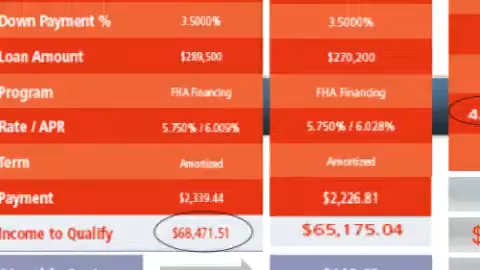 Down Payment % 3.5000% 3.5000%
Loan Amount $289,500 $270,200
Program FHA Financing FHA Financing
Rate / APR 5.750% / 6.009% 5.750% / 6.028% 4.
Term Amortized Amortized
Payment $2,339.44 $2,226.81
Income to Qualify $68,471.51 $65,175.04 $